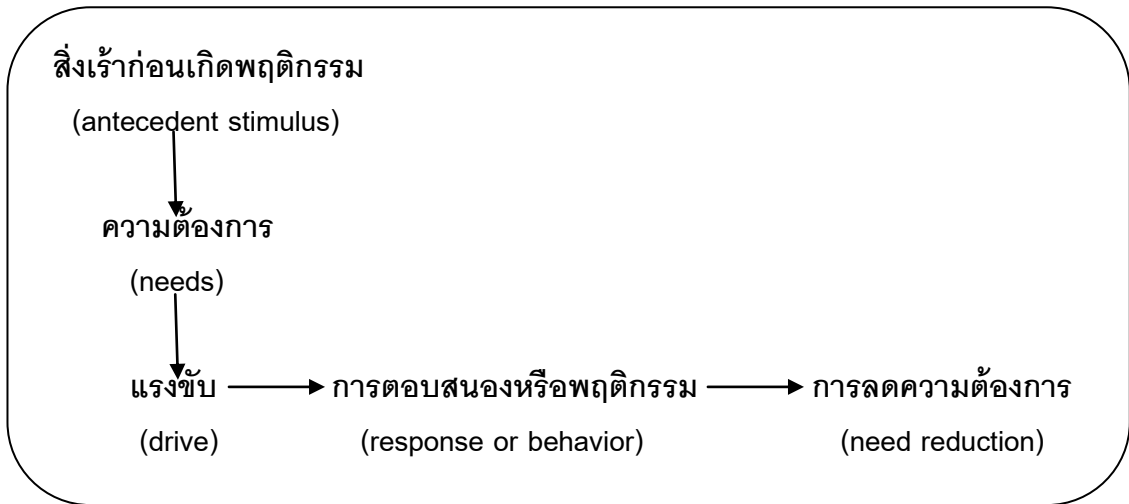 สิ่งเร้าก่อนเกิดพฤติกรรม
(antecedent stimulus)
ความต้องการ
(needs)
แรงขับ การตอบสนองหรือพฤติกรรม การลดความต้องการ
(drive) (response or behavior) (need reduction)